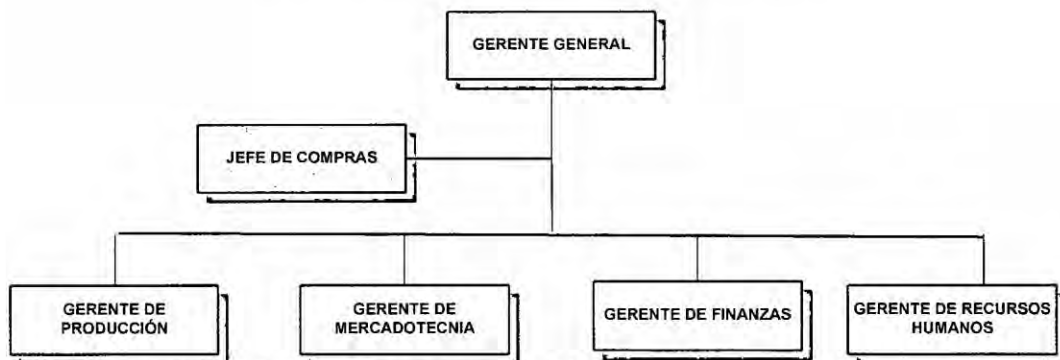 GERENTE GENERAL
JEFE DE COMPRAS
GERENTE DE
PRODUCCIÓN
GERENTE DE
MERCADOTECNIA
GERENTE DE FINANZAS
GERENTE DE RECURSOS
HUMANOS